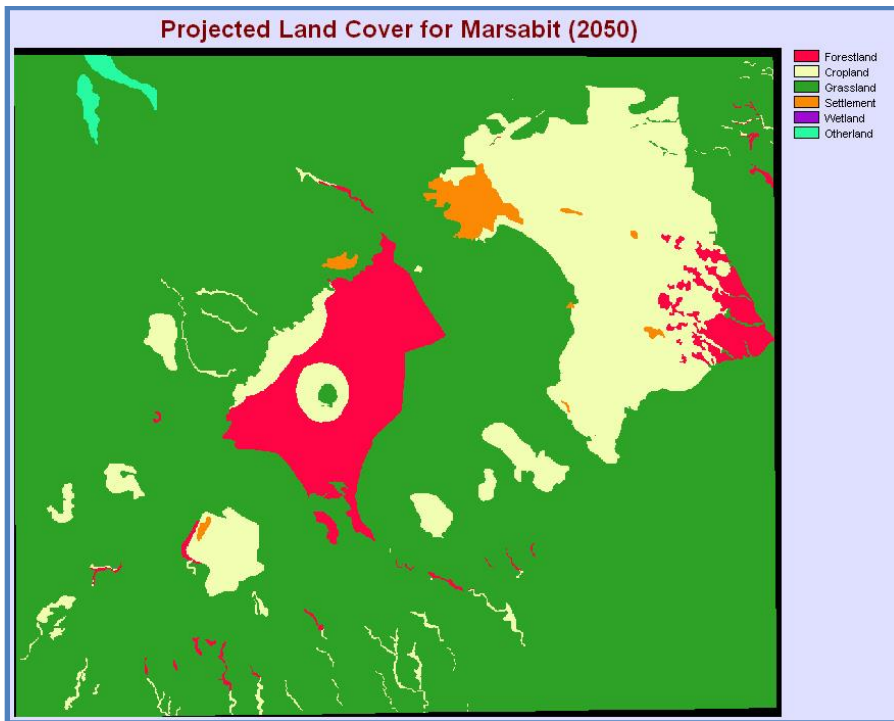 Projected Land Cover for Marsabit (2050)
Forestland
Cropland
Grassland
Settlement
Wetland
Otherland